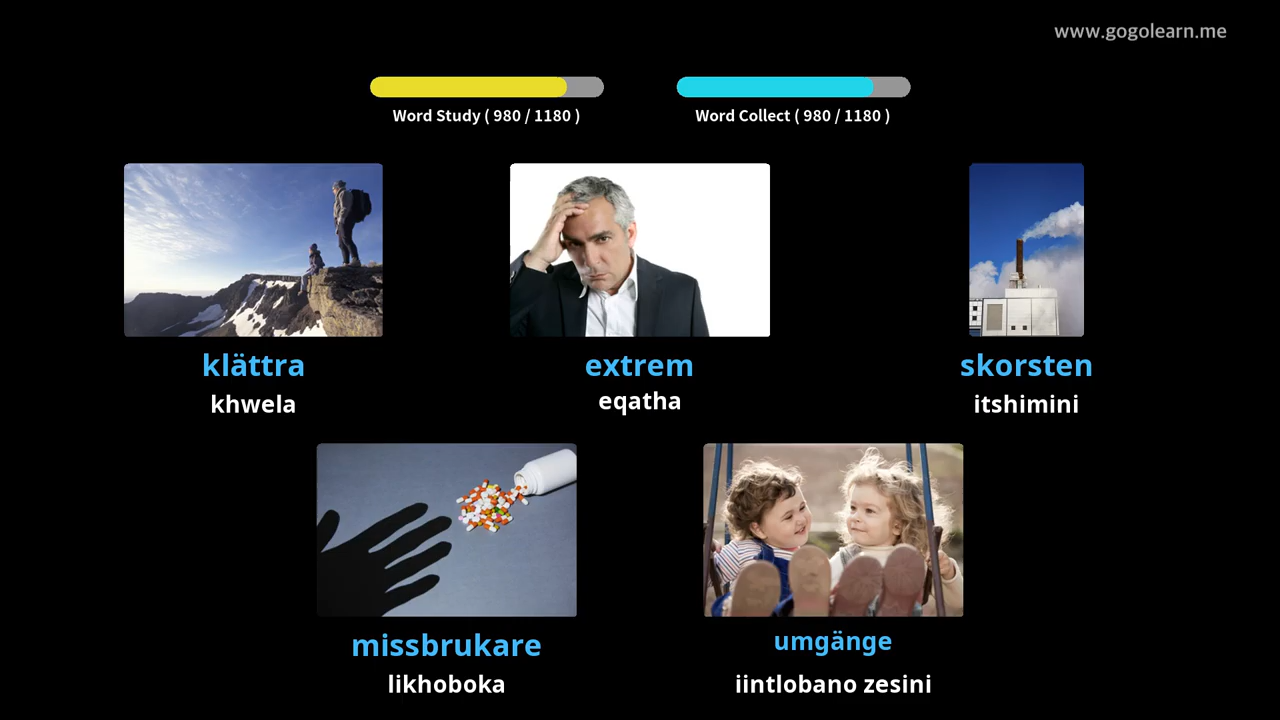 www.gogolearn.me
Word Study ( 980 / 1180 )
Word Collect ( 980 / 1180 )
klättra
khwela
extrem
eqatha
skorsten
itshimini
missbrukare
likhoboka
umgänge
iintlobano zesini